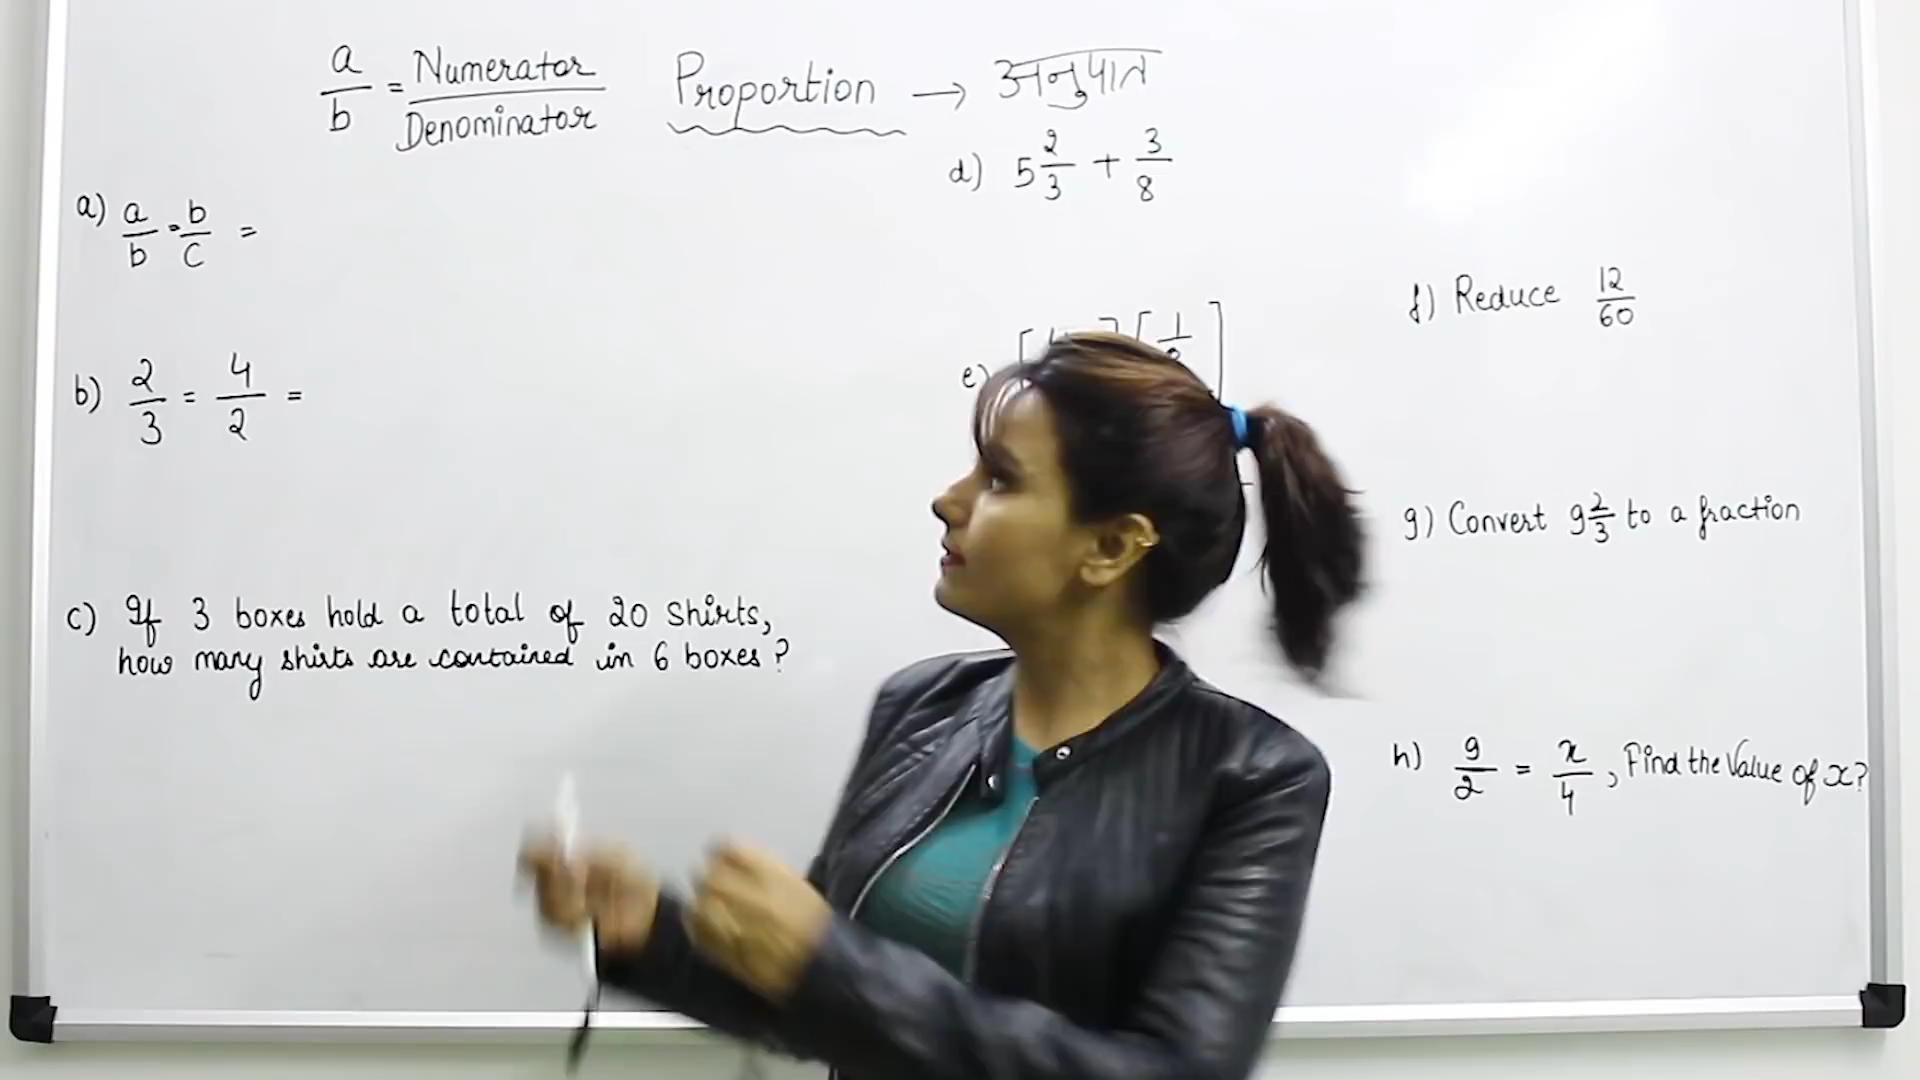 a/b = Numerator/Denominator Proportion → अनुपात
a) a/b · b/c =
b) 2/3 = 4/2 =
c) If 3 boxes hold a total of 20 shirts,
how many shirts are contained in 6 boxes?
d) 5 2/3 + 3/8
e)
f) Reduce 12/60
g) Convert 9 2/3 to a fraction
h) 9/2 = x/4, Find the Value of x?